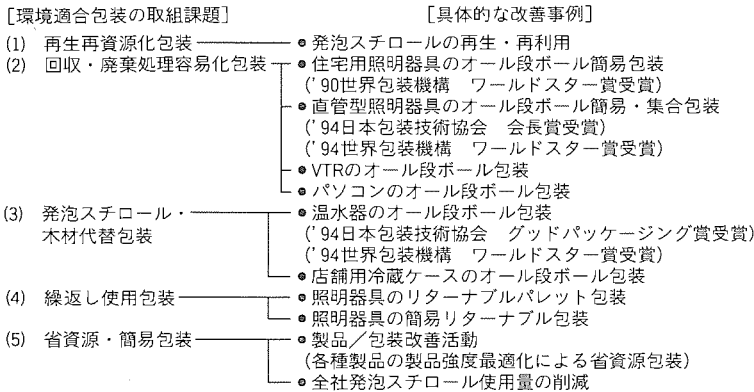 [環境適合包装の取組課題] [具体的な改善事例]
(1) 再生再資源化包装 ● 発泡スチロールの再生・再利用
(2) 回収・廃棄処理容易化包装 ● 住宅用照明器具のオール段ボール簡易包装
('90世界包装機構 ワールドスター賞受賞)
● 直管型照明器具のオール段ボール簡易・集合包装
('94日本包装技術協会 会長賞受賞)
('94世界包装機構 ワールドスター賞受賞)
● VTRのオール段ボール包装
● パソコンのオール段ボール包装
(3) 発泡スチロール・ ● 温水器のオール段ボール包装
木材代替包装 ('94日本包装技術協会 グッドパッケージング賞受賞)
('94世界包装機構 ワールドスター賞受賞)
● 店舗用冷蔵ケースのオール段ボール包装
(4) 繰返し使用包装 ● 照明器具のリターナブルパレット包装
● 照明器具の簡易リターナブル包装
(5) 省資源・簡易包装 ● 製品/包装改善活動
(各種製品の製品強度最適化による省資源包装)
● 全社発泡スチロール使用量の削減